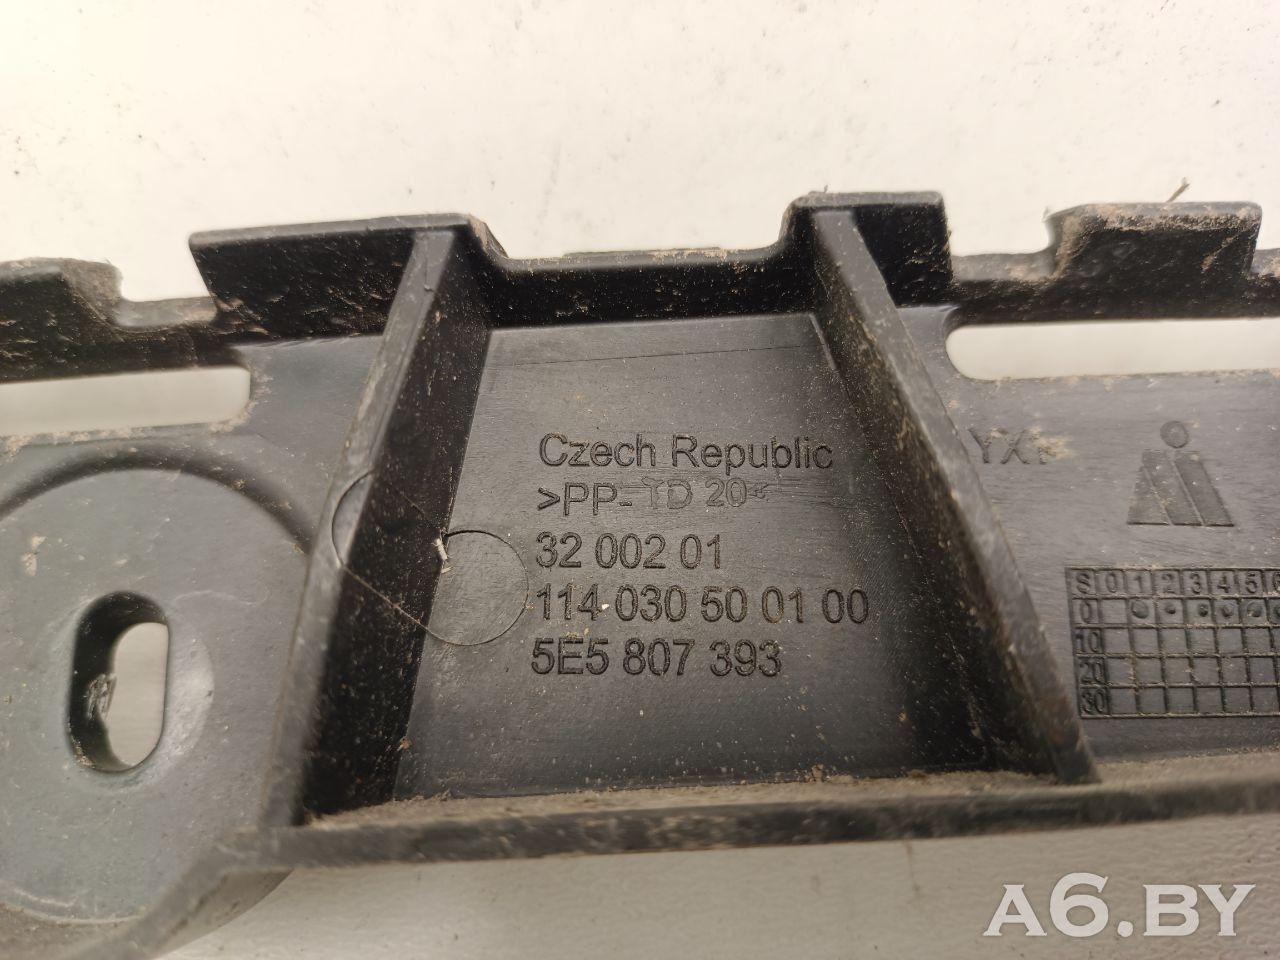 Czech Republic
>PP-TD 20<
32 002 01
114 030 50 01 00
5E5 807 393
S 0 1 2 3 4 5 6
0
10
20
30
A6.BY